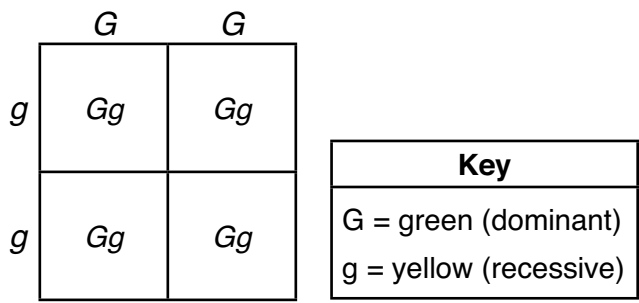 G G
g Gg Gg
g Gg Gg
Key
G = green (dominant)
g = yellow (recessive)